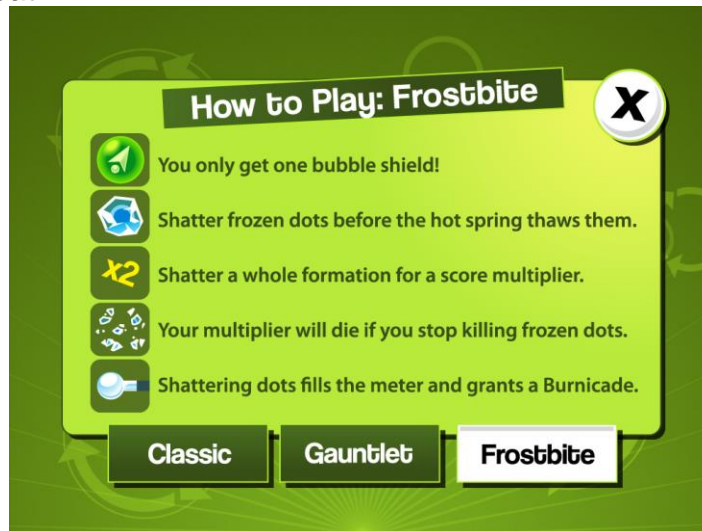 How to Play: Frostbite
X
You only get one bubble shield!
Shatter frozen dots before the hot spring thaws them.
x2
Shatter a whole formation for a score multiplier.
Your multiplier will die if you stop killing frozen dots.
Shattering dots fills the meter and grants a Burnicade.
Classic
Gauntlet
Frostbite